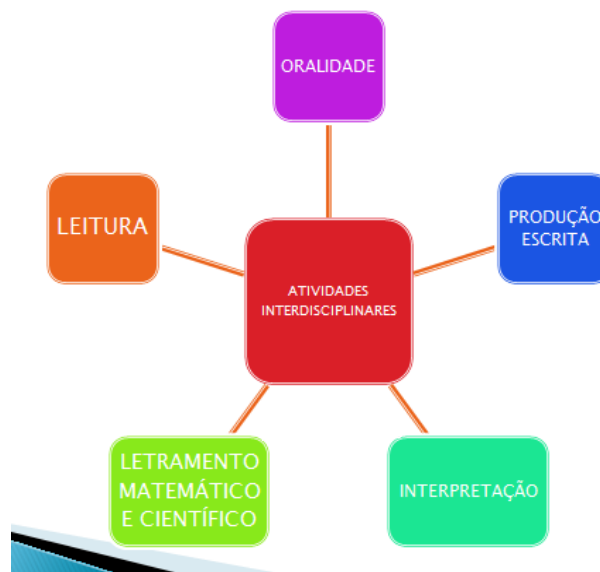 ORALIDADE
LEITURA
PRODUÇÃO
ESCRITA
ATIVIDADES
INTERDISCIPLINARES
LETRAMENTO
MATEMÁTICO
E CIENTÍFICO
INTERPRETAÇÃO